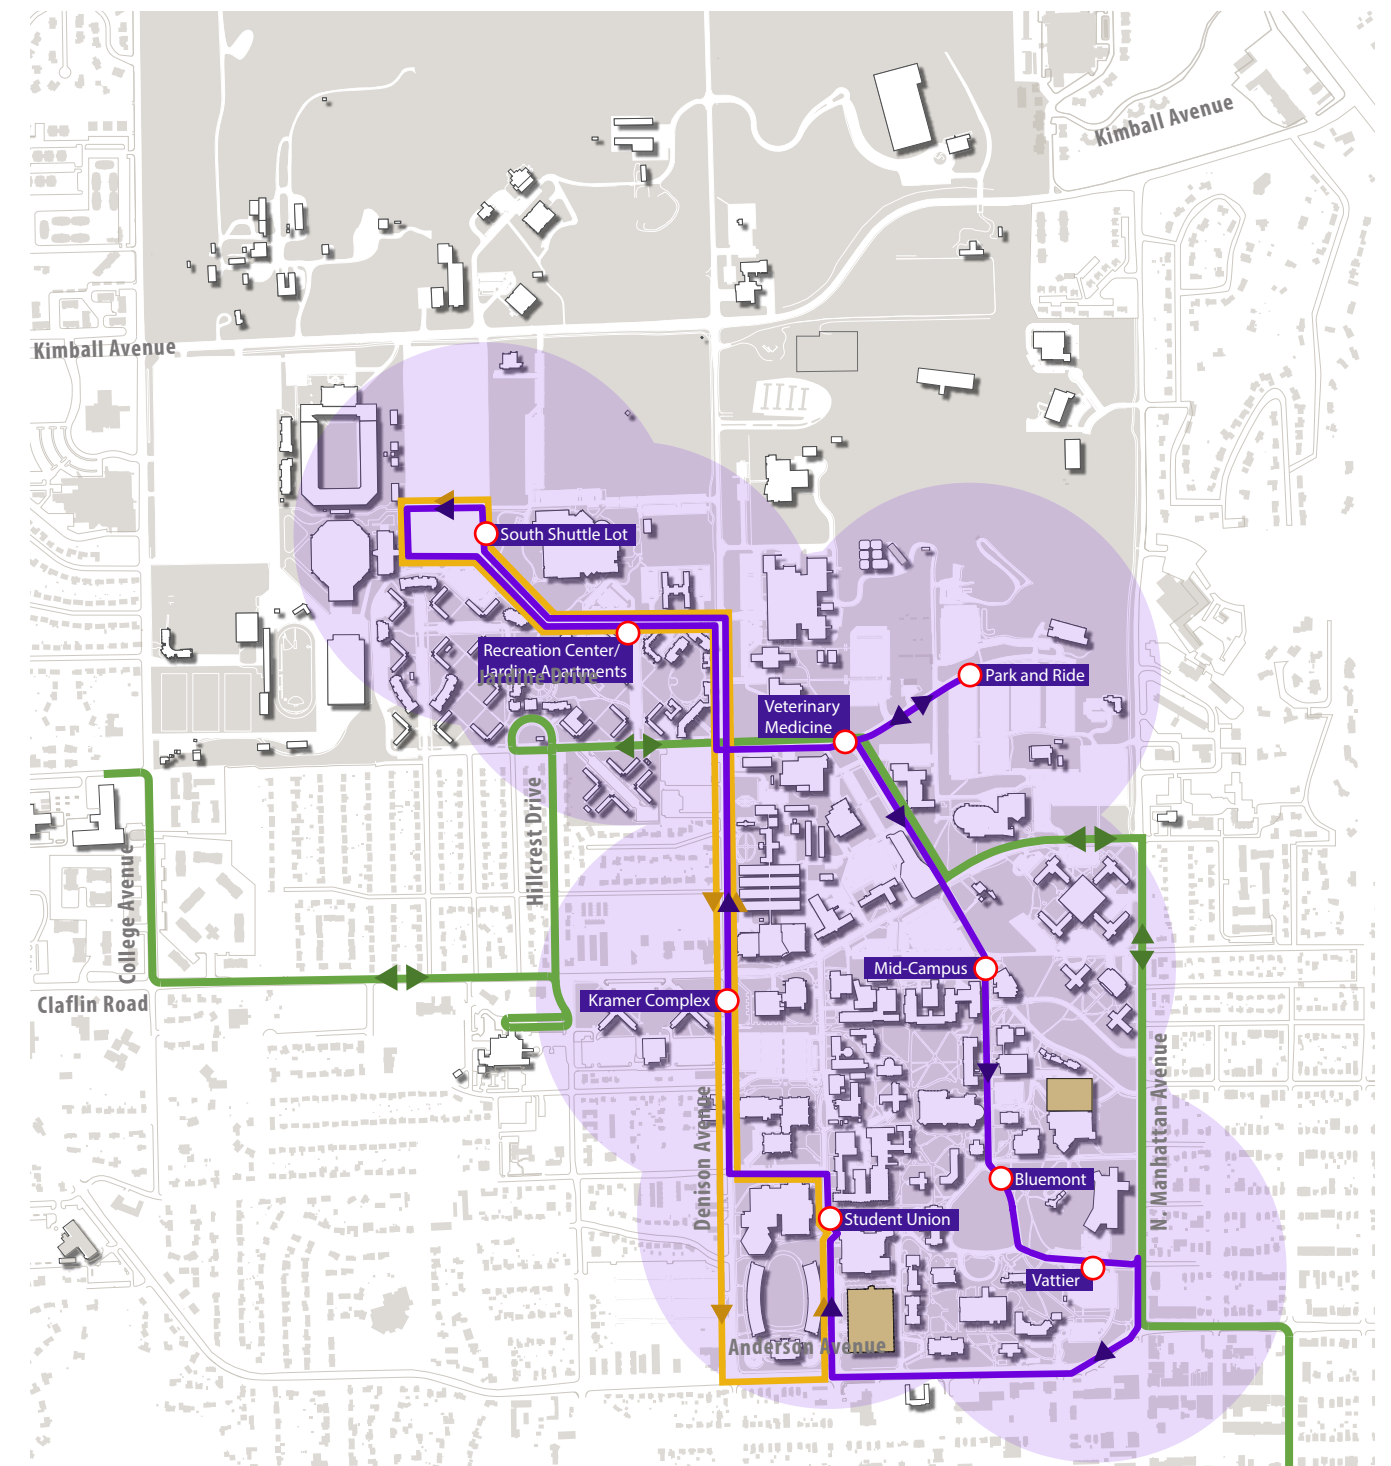 Kimball Avenue
Kimball Avenue
South Shuttle Lot
Recreation Center/
Jardine Apartments
Jardine Drive
Park and Ride
Veterinary
Medicine
Hillcrest Drive
College Avenue
Mid-Campus
Claflin Road
Kramer Complex
Denison Avenue
N. Manhattan Avenue
Bluemont
Student Union
Vattier
Anderson Avenue